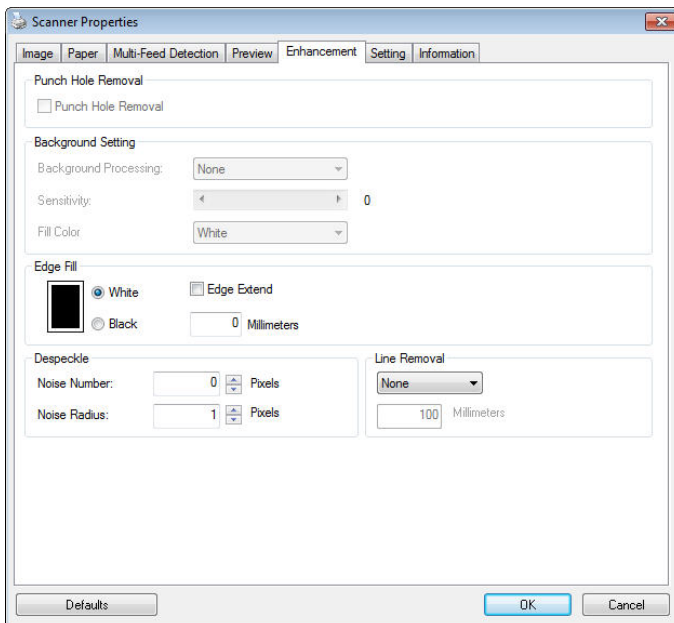 Scanner Properties
Image Paper Multi-Feed Detection Preview Enhancement Setting Information
Punch Hole Removal
Punch Hole Removal
Background Setting
Background Processing: None
Sensitivity: 0
Fill Color White
Edge Fill
White Edge Extend
Black 0 Millimeters
Despeckle
Noise Number: 0 Pixels
Noise Radius: 1 Pixels
Line Removal
None
100 Millimeters
Defaults OK Cancel